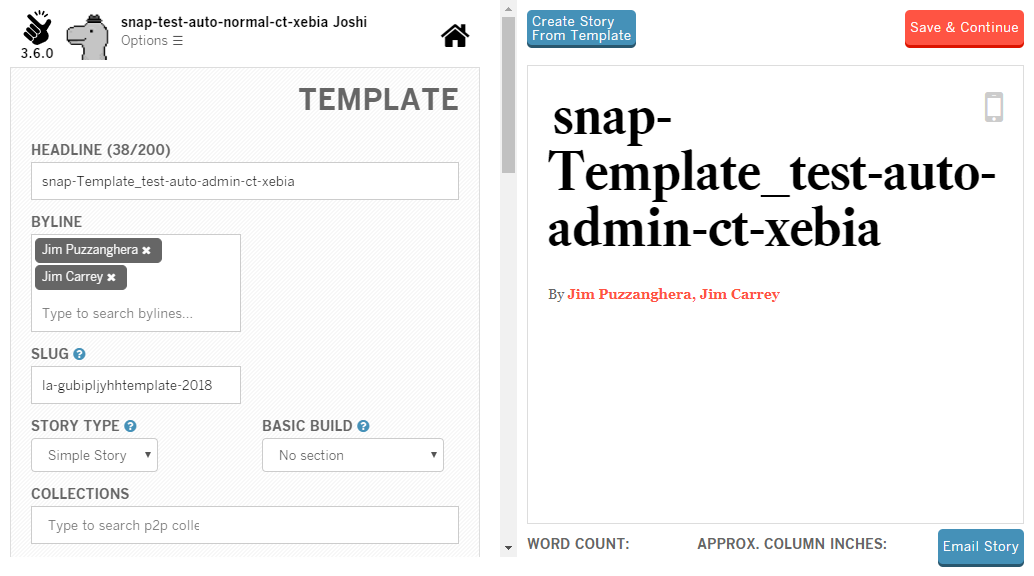 3.6.0
snap-test-auto-normal-ct-xebia Joshi
Options ☰
TEMPLATE
HEADLINE (38/200)
snap-Template_test-auto-admin-ct-xebia
BYLINE
Jim Puzzanghera ✖
Jim Carrey ✖
Type to search bylines...
SLUG ?
la-gubipljyhhtemplate-2018
STORY TYPE ? BASIC BUILD ?
Simple Story ▼ No section ▼
COLLECTIONS
Type to search p2p colle
Create Story
From Template
Save & Continue
snap-
Template_test-auto-
admin-ct-xebia
By Jim Puzzanghera, Jim Carrey
WORD COUNT: APPROX. COLUMN INCHES:
Email Story